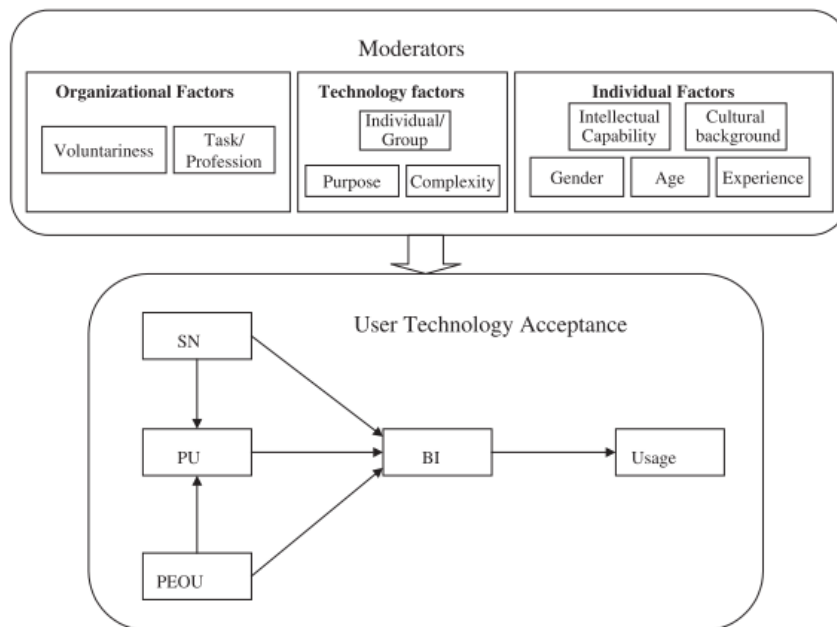 Moderators
Organizational Factors
Voluntariness
Task/
Profession
Technology factors
Individual/
Group
Purpose
Complexity
Individual Factors
Intellectual
Capability
Cultural
background
Gender
Age
Experience
User Technology Acceptance
SN
PU
BI
Usage
PEOU